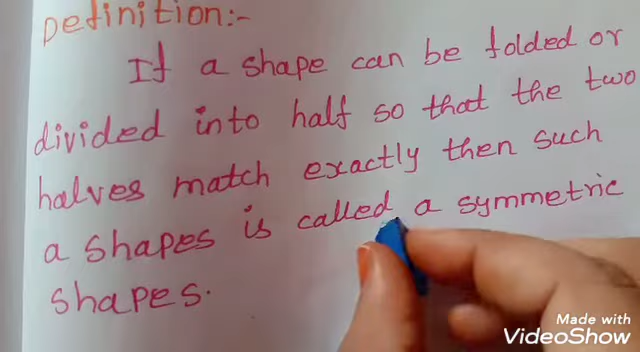 Definition:-
If a shape can be folded or
divided into half so that the two
halves match exactly then such
a shapes is called a symmetric
shapes.
Made with
VideoShow